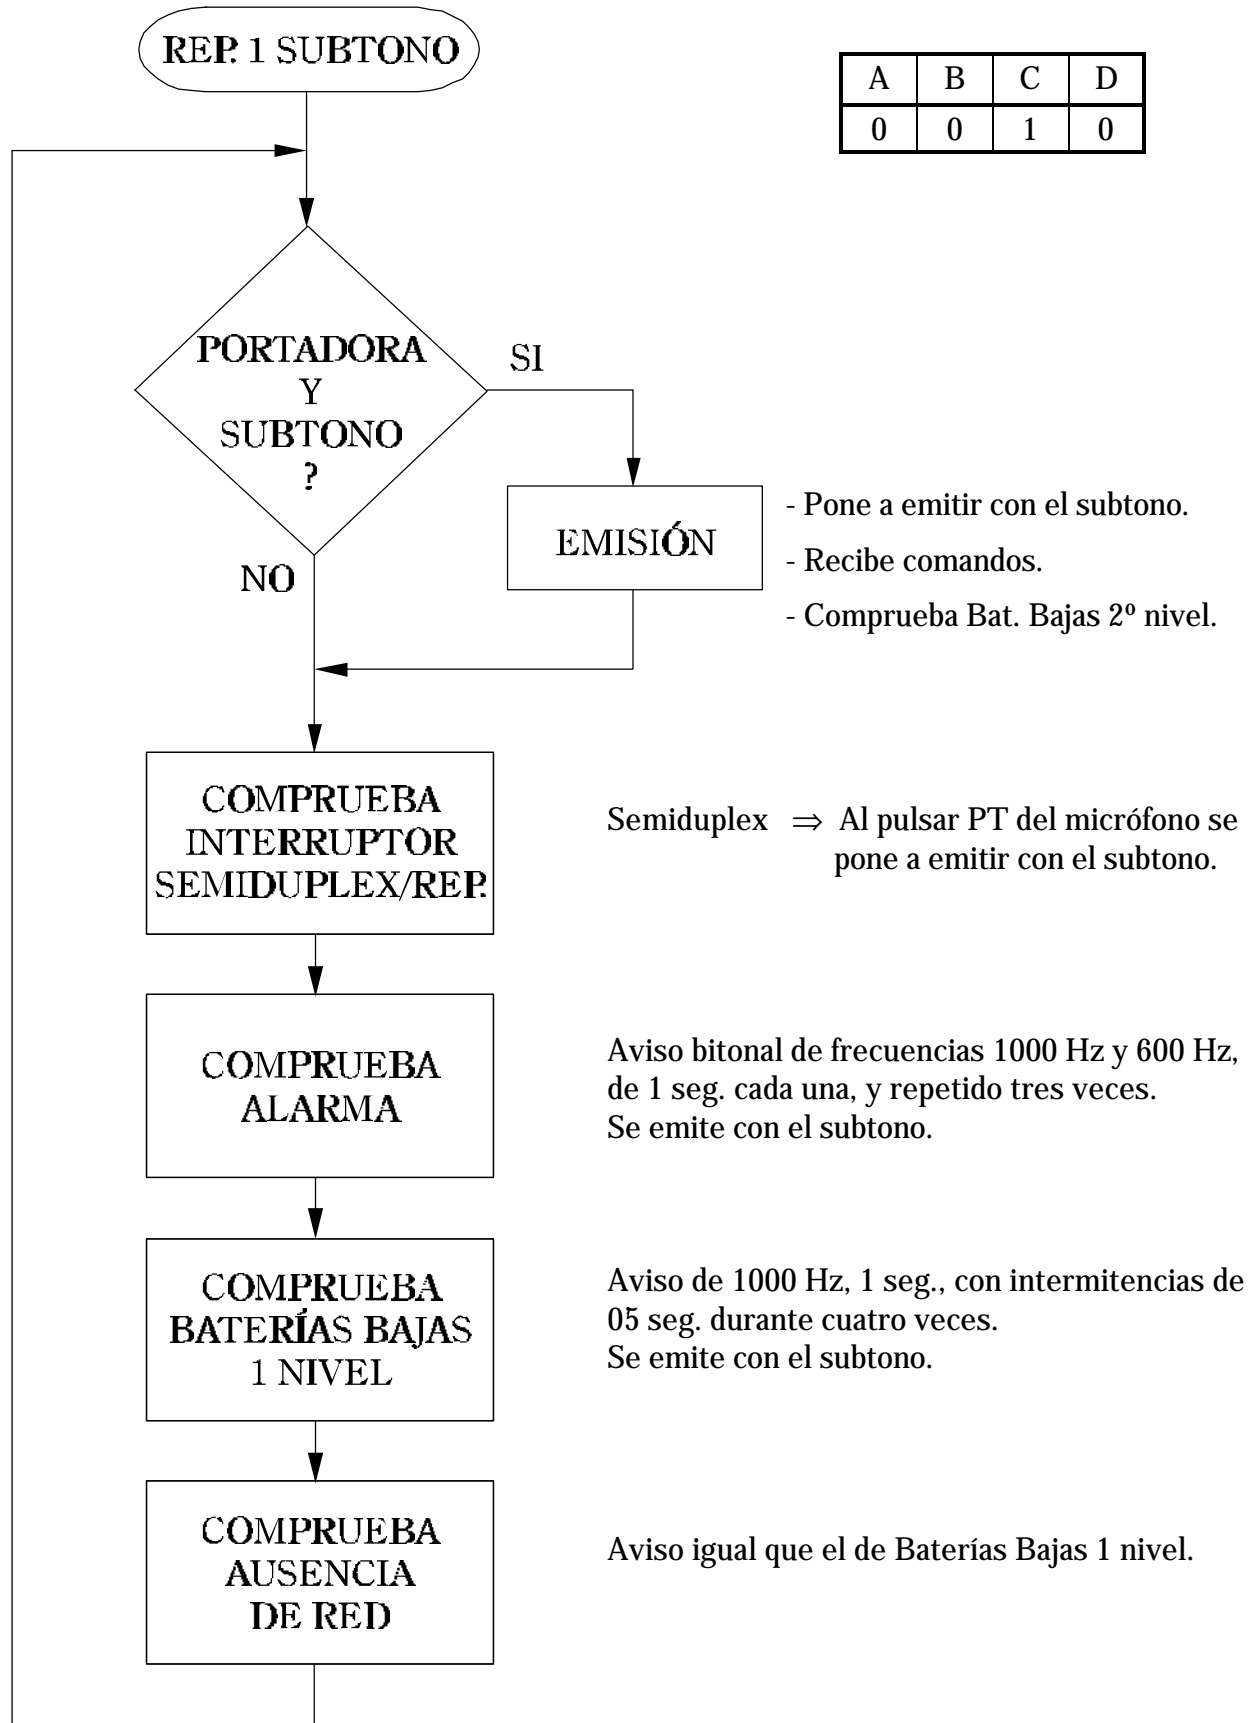 REP. 1 SUBTONO
A B C D
0 0 1 0
PORTADORA
Y
SUBTONO
?
SI
NO
EMISIÓN
- Pone a emitir con el subtono.
- Recibe comandos.
- Comprueba Bat. Bajas 2º nivel.
COMPRUEBA
INTERRUPTOR
SEMIDUPLEX/REP.
Semiduplex ⇒ Al pulsar PT del micrófono se
pone a emitir con el subtono.
COMPRUEBA
ALARMA
Aviso bitonal de frecuencias 1000 Hz y 600 Hz,
de 1 seg. cada una, y repetido tres veces.
Se emite con el subtono.
COMPRUEBA
BATERÍAS BAJAS
1 NIVEL
Aviso de 1000 Hz, 1 seg., con intermitencias de
05 seg. durante cuatro veces.
Se emite con el subtono.
COMPRUEBA
AUSENCIA
DE RED
Aviso igual que el de Baterías Bajas 1 nivel.